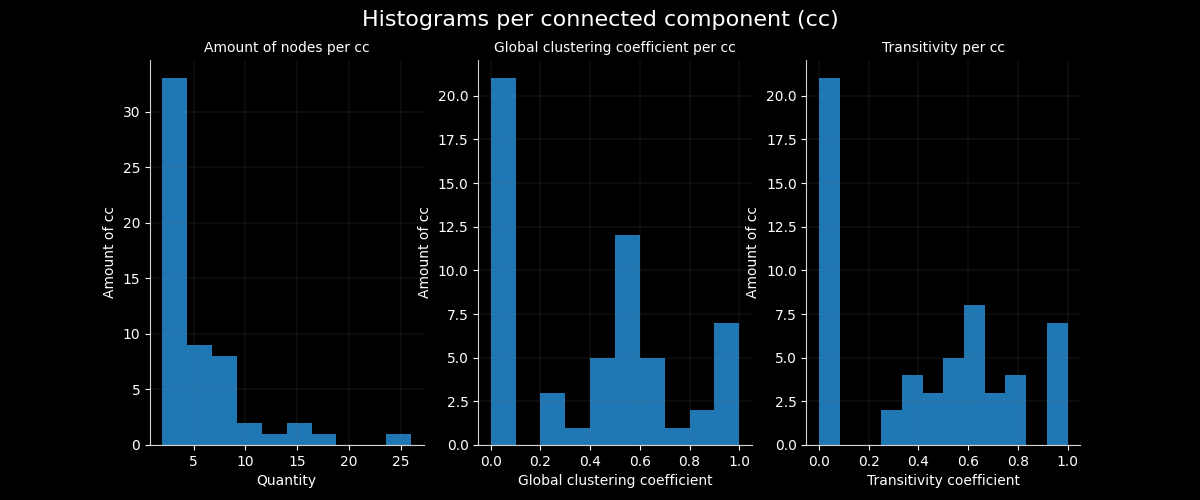 Histograms per connected component (cc)
Amount of nodes per cc
Amount of cc
30
25
20
15
10
5
0
5 10 15 20 25
Quantity
Global clustering coefficient per cc
Amount of cc
20.0
17.5
15.0
12.5
10.0
7.5
5.0
2.5
0.0
0.0 0.2 0.4 0.6 0.8 1.0
Global clustering coefficient
Transitivity per cc
Amount of cc
20.0
17.5
15.0
12.5
10.0
7.5
5.0
2.5
0.0
0.0 0.2 0.4 0.6 0.8 1.0
Transitivity coefficient